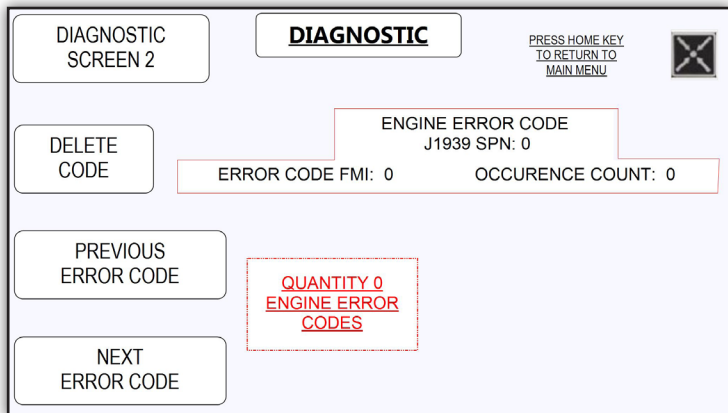 DIAGNOSTIC
SCREEN 2
DIAGNOSTIC
PRESS HOME KEY
TO RETURN TO
MAIN MENU
DELETE
CODE
ENGINE ERROR CODE
J1939 SPN: 0
ERROR CODE FMI: 0
OCCURENCE COUNT: 0
PREVIOUS
ERROR CODE
QUANTITY 0
ENGINE ERROR
CODES
NEXT
ERROR CODE